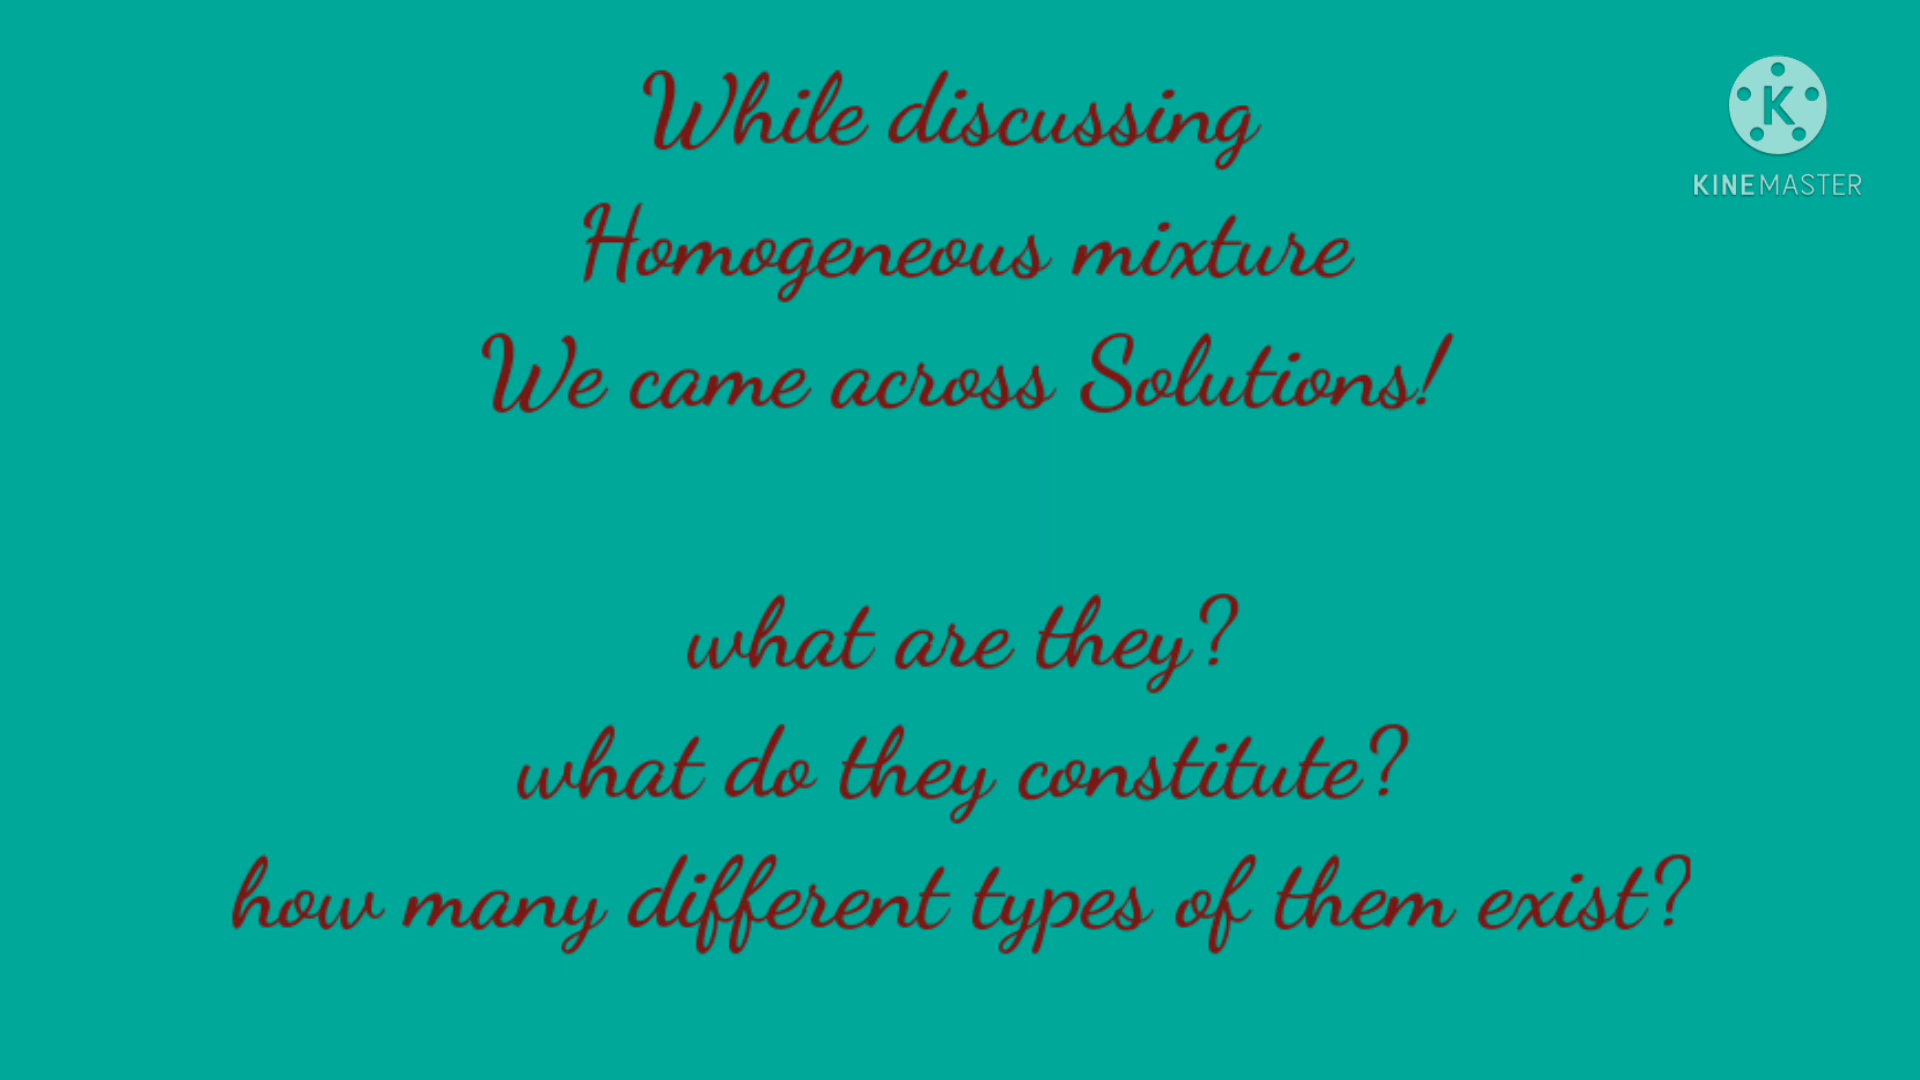 While discussing
Homogeneous mixture
We came across Solutions!
what are they?
what do they constitute?
how many different types of them exist?
K
KINEMASTER